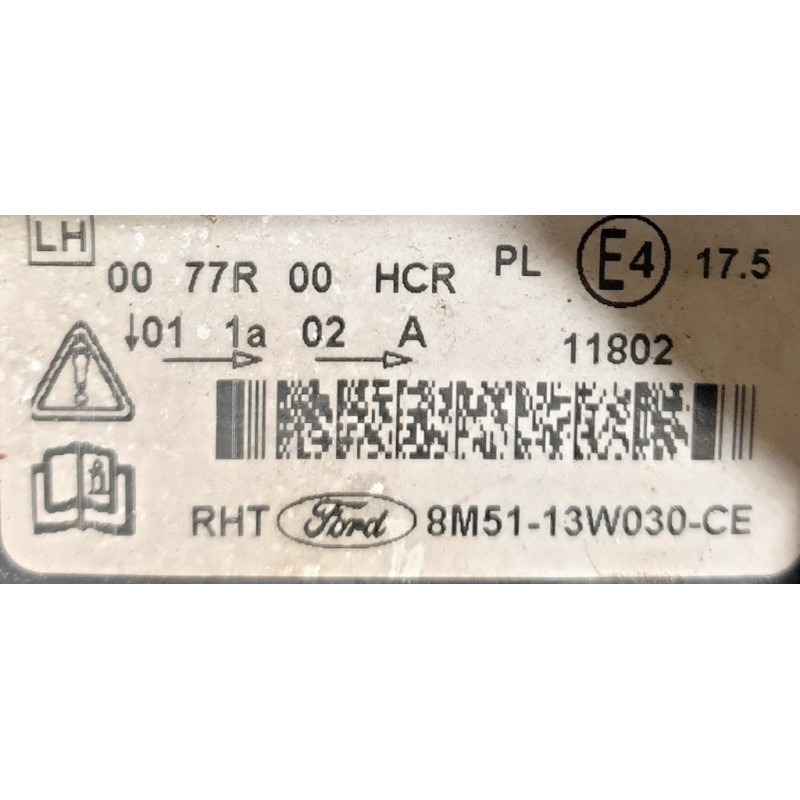 LH
00 77R 00 HCR PL E4 17.5
↓01 1a 02 A 11802
RHT Ford 8M51-13W030-CE